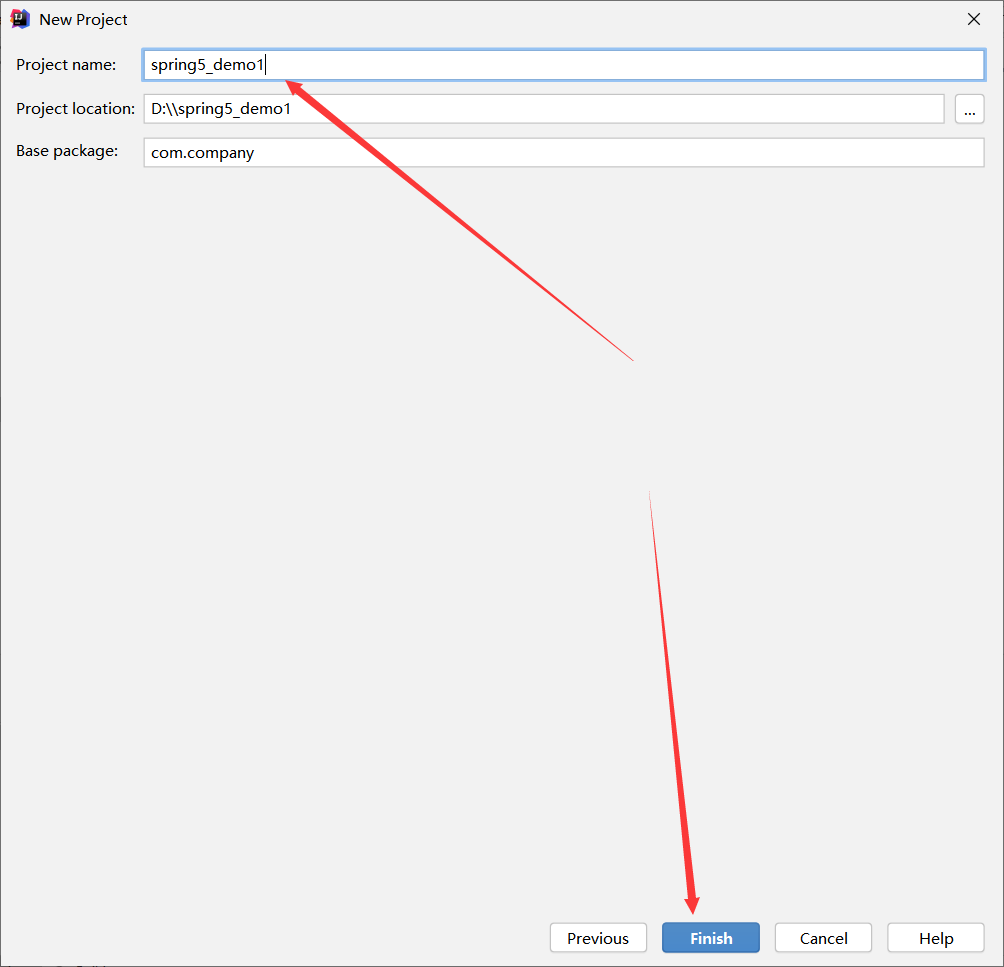 New Project
Project name: spring5_demo1
Project location: D:\\spring5_demo1 ...
Base package: com.company
Previous Finish Cancel Help